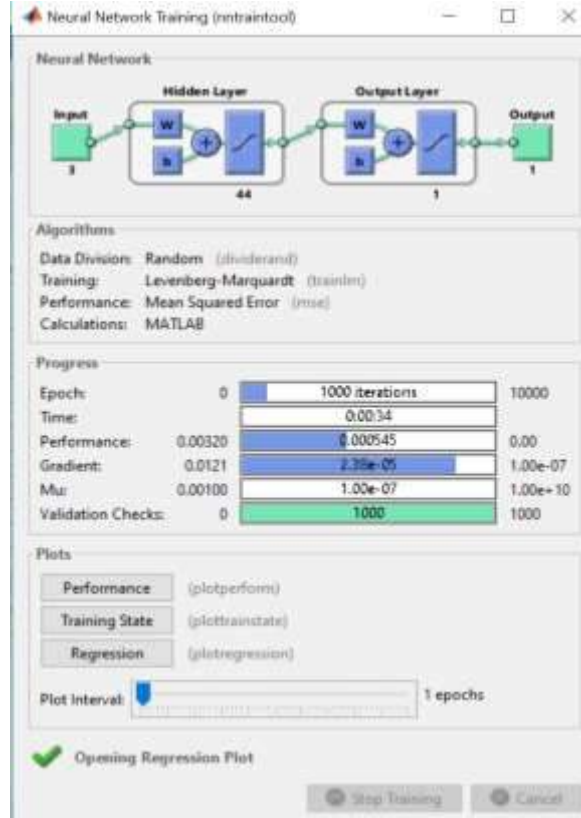 Neural Network Training (nntraintool)
Neural Network
Hidden Layer Output Layer
Input Output
W W
b b
+ +
3 44 1 1
Algorithms
Data Division: Random (dividerand)
Training: Levenberg-Marquardt (trainlm)
Performance: Mean Squared Error (mse)
Calculations: MATLAB
Progress
Epoch: 0 1000 iterations 10000
Time: 0:00:34
Performance: 0.00320 0.000545 0.00
Gradient: 0.0121 2.38e-05 1.00e-07
Mu: 0.00100 1.00e-07 1.00e+10
Validation Checks: 0 1000 1000
Plots
Performance (plotperform)
Training State (plottrainstate)
Regression (plotregression)
Plot Interval: 1 epochs
Opening Regression Plot
Stop Training Cancel